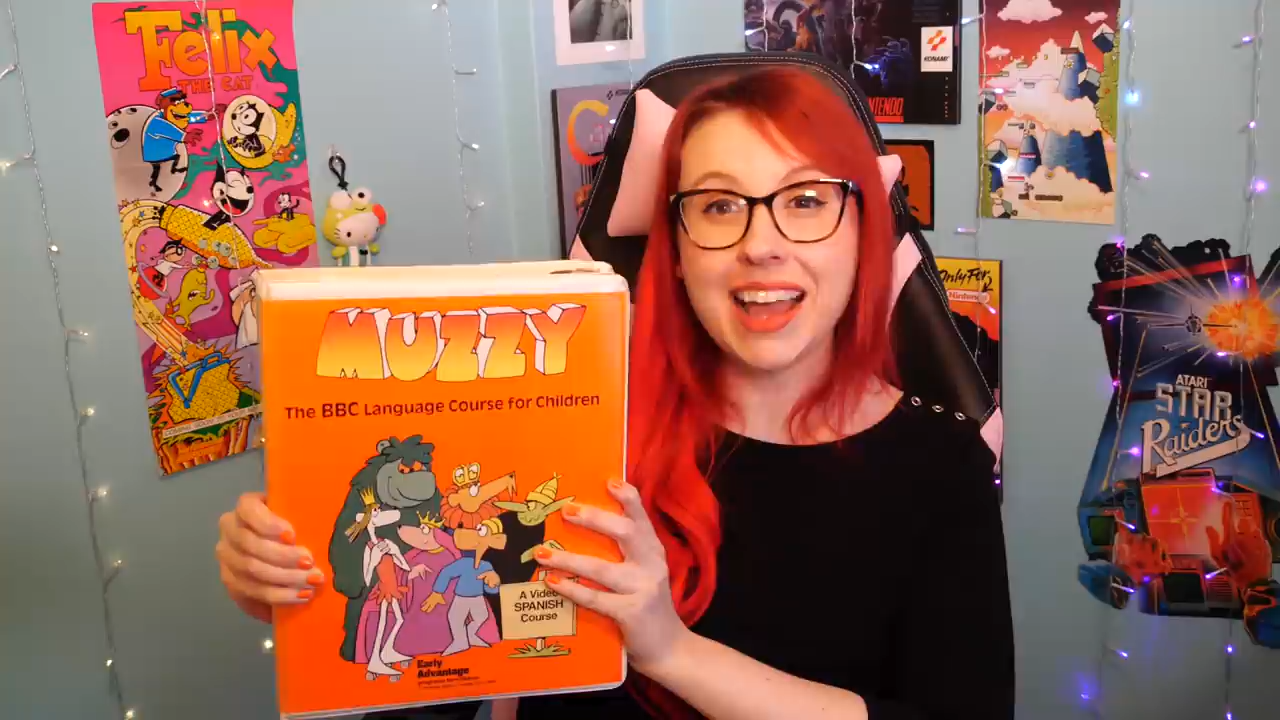 Felix
THE CAT
KONAMI
NINTENDO
C
Only For
Nintendo
ATARI
STAR
Raiders
MUZZY
The BBC Language Course for Children
A Video
SPANISH
Course
Early
Advantage